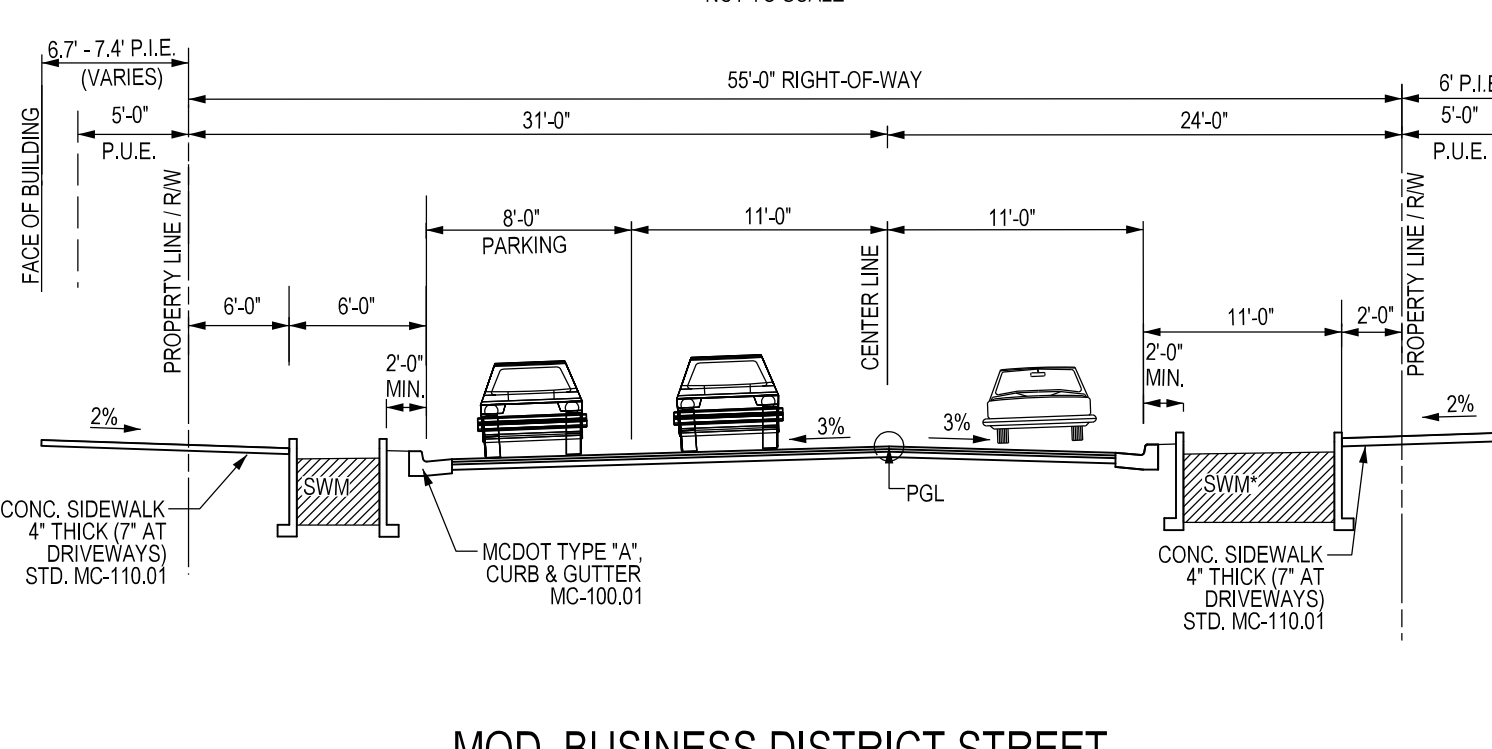 6.7' - 7.4' P.I.E.
(VARIES)
55'-0" RIGHT-OF-WAY
6' P.I.E
5'-0"
P.U.E.
31'-0"
24'-0"
5'-0"
P.U.E.
FACE OF BUILDING
PROPERTY LINE / R/W
8'-0"
PARKING
11'-0"
CENTER LINE
11'-0"
PROPERTY LINE / R/W
6'-0"
6'-0"
11'-0"
2'-0"
2'-0"
MIN.
2'-0"
MIN.
2%
3%
3%
2%
SWM
PGL
SWM*
CONC. SIDEWALK
4" THICK (7" AT
DRIVEWAYS)
STD. MC-110.01
MCDOT TYPE "A",
CURB & GUTTER
MC-100.01
CONC. SIDEWALK
4" THICK (7" AT
DRIVEWAYS)
STD. MC-110.01
MOD. BUSINESS DISTRICT STREET